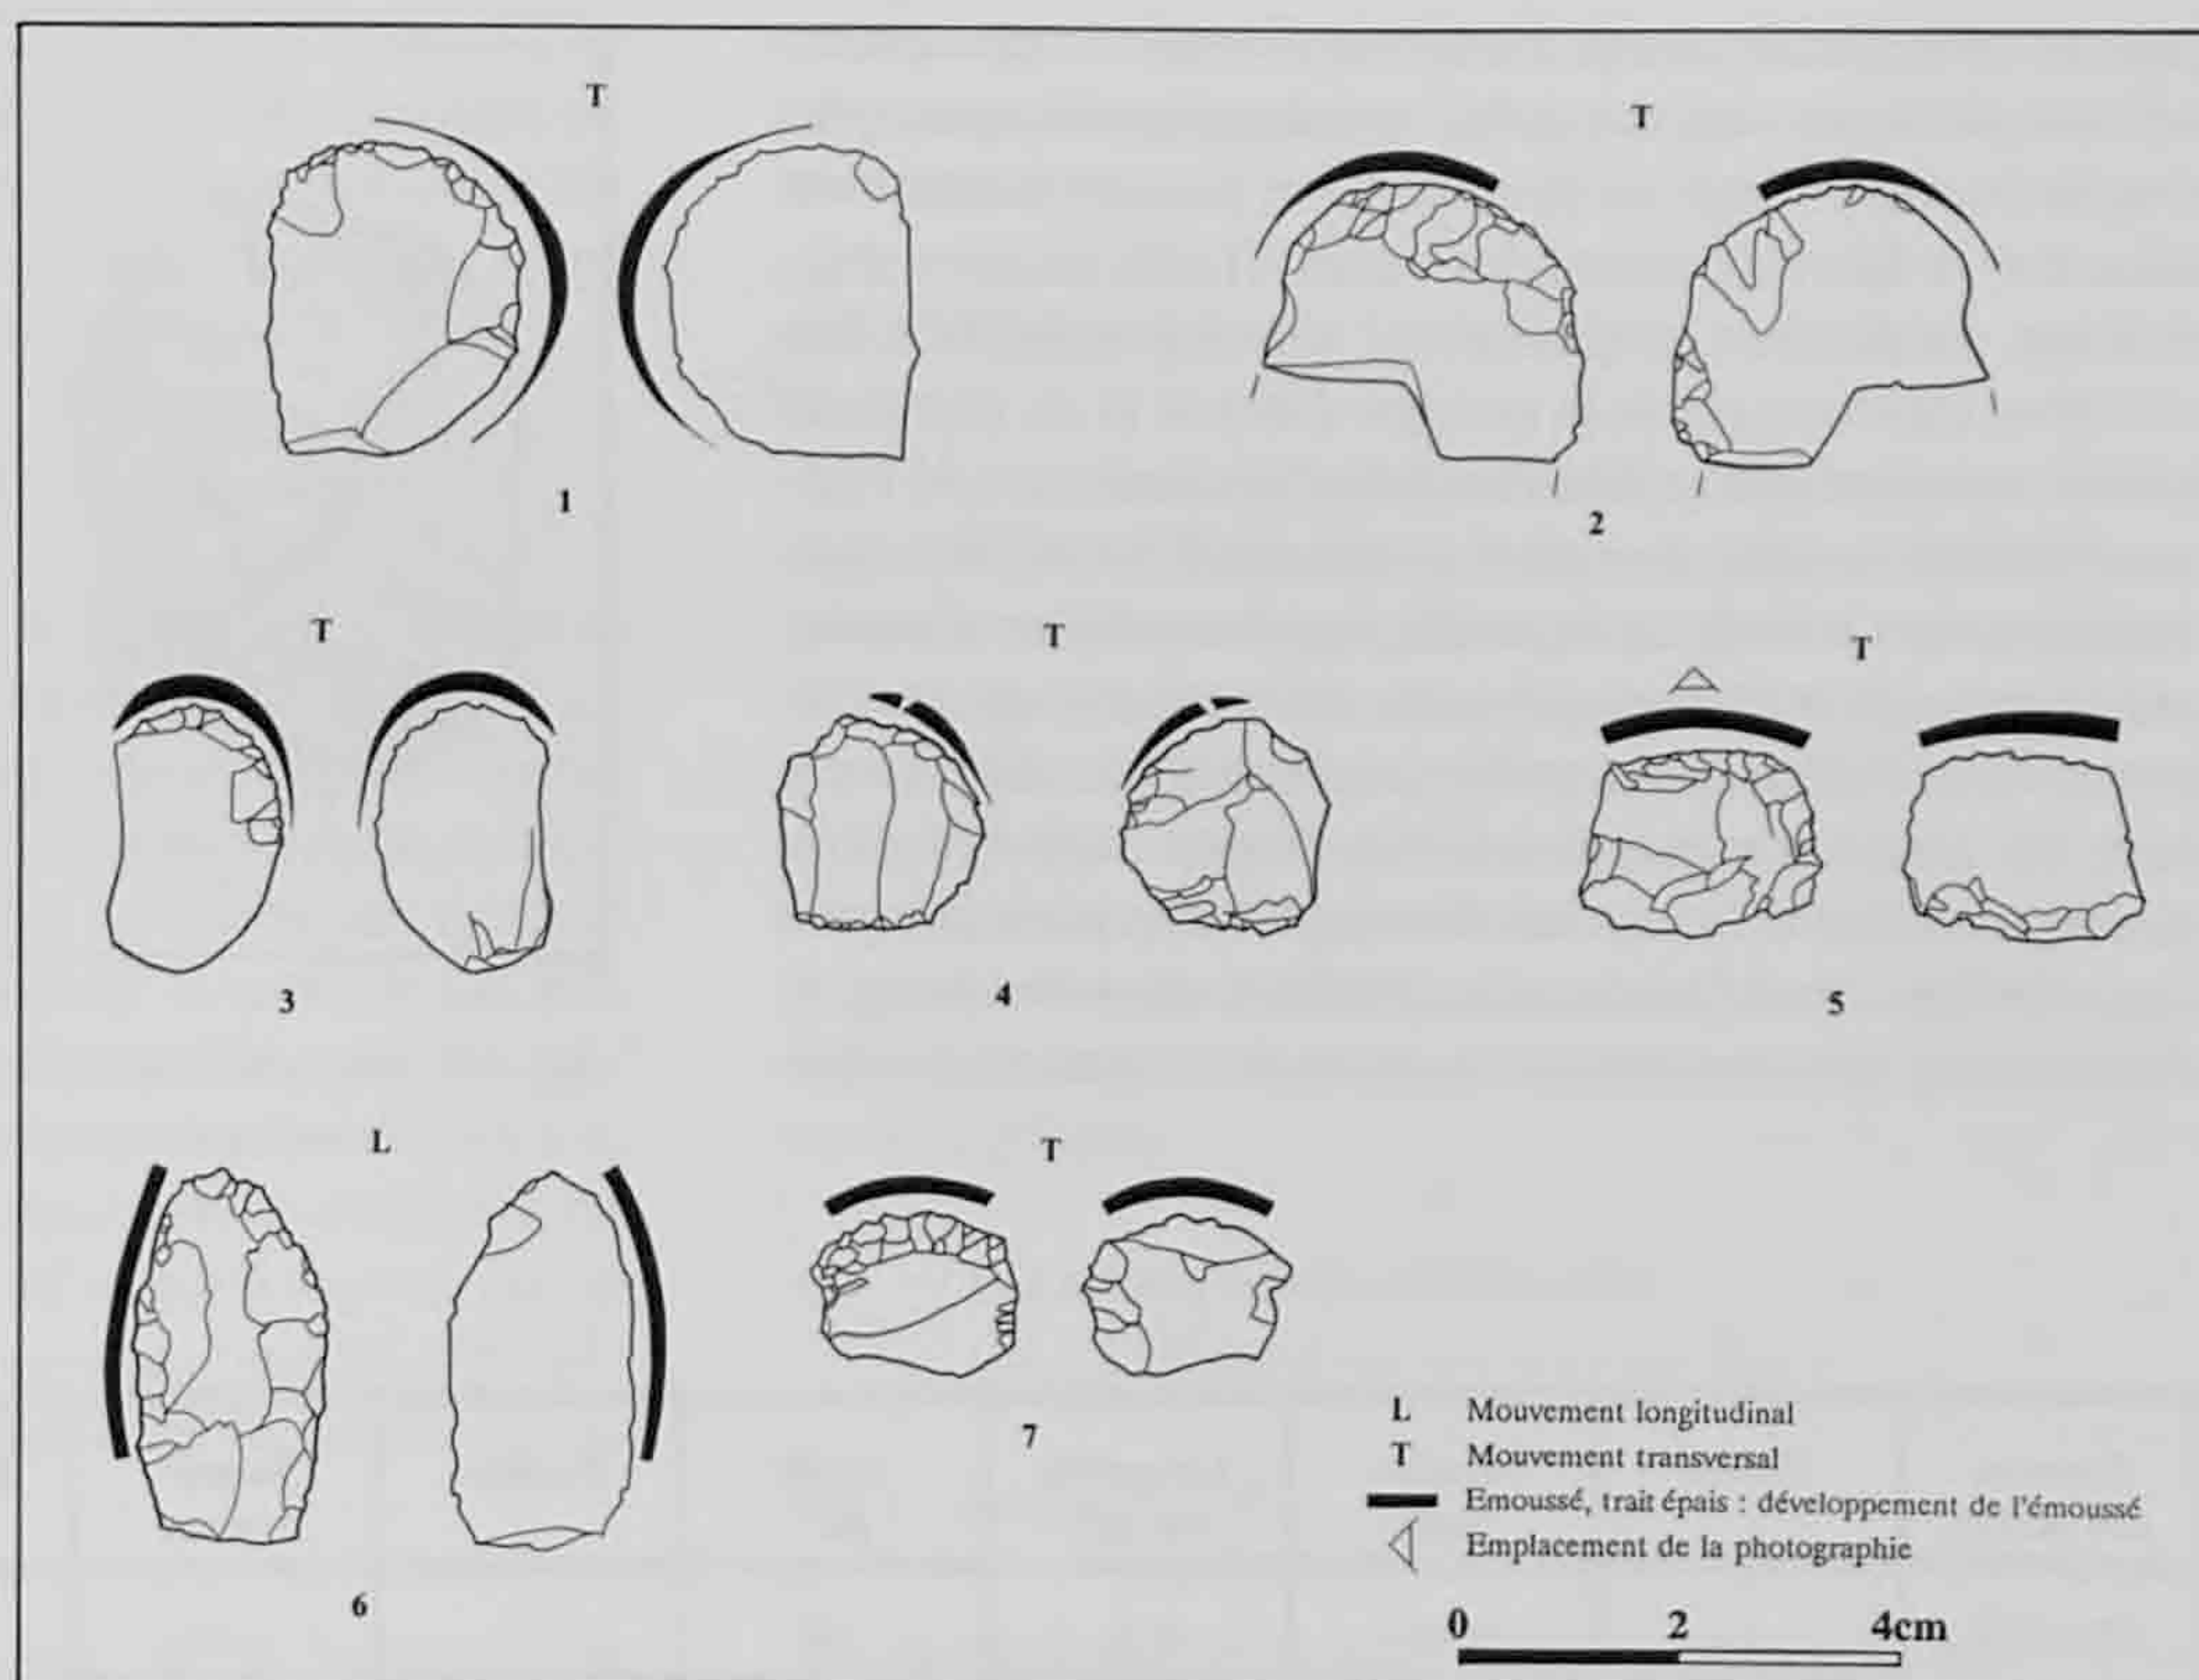 T
T
1
2
T
T
T
3
4
5
L
T
6
7
L Mouvement longitudinal
T Mouvement transversal
Emoussé, trait épais : développement de l'émoussé
Emplacement de la photographie
0 2 4cm